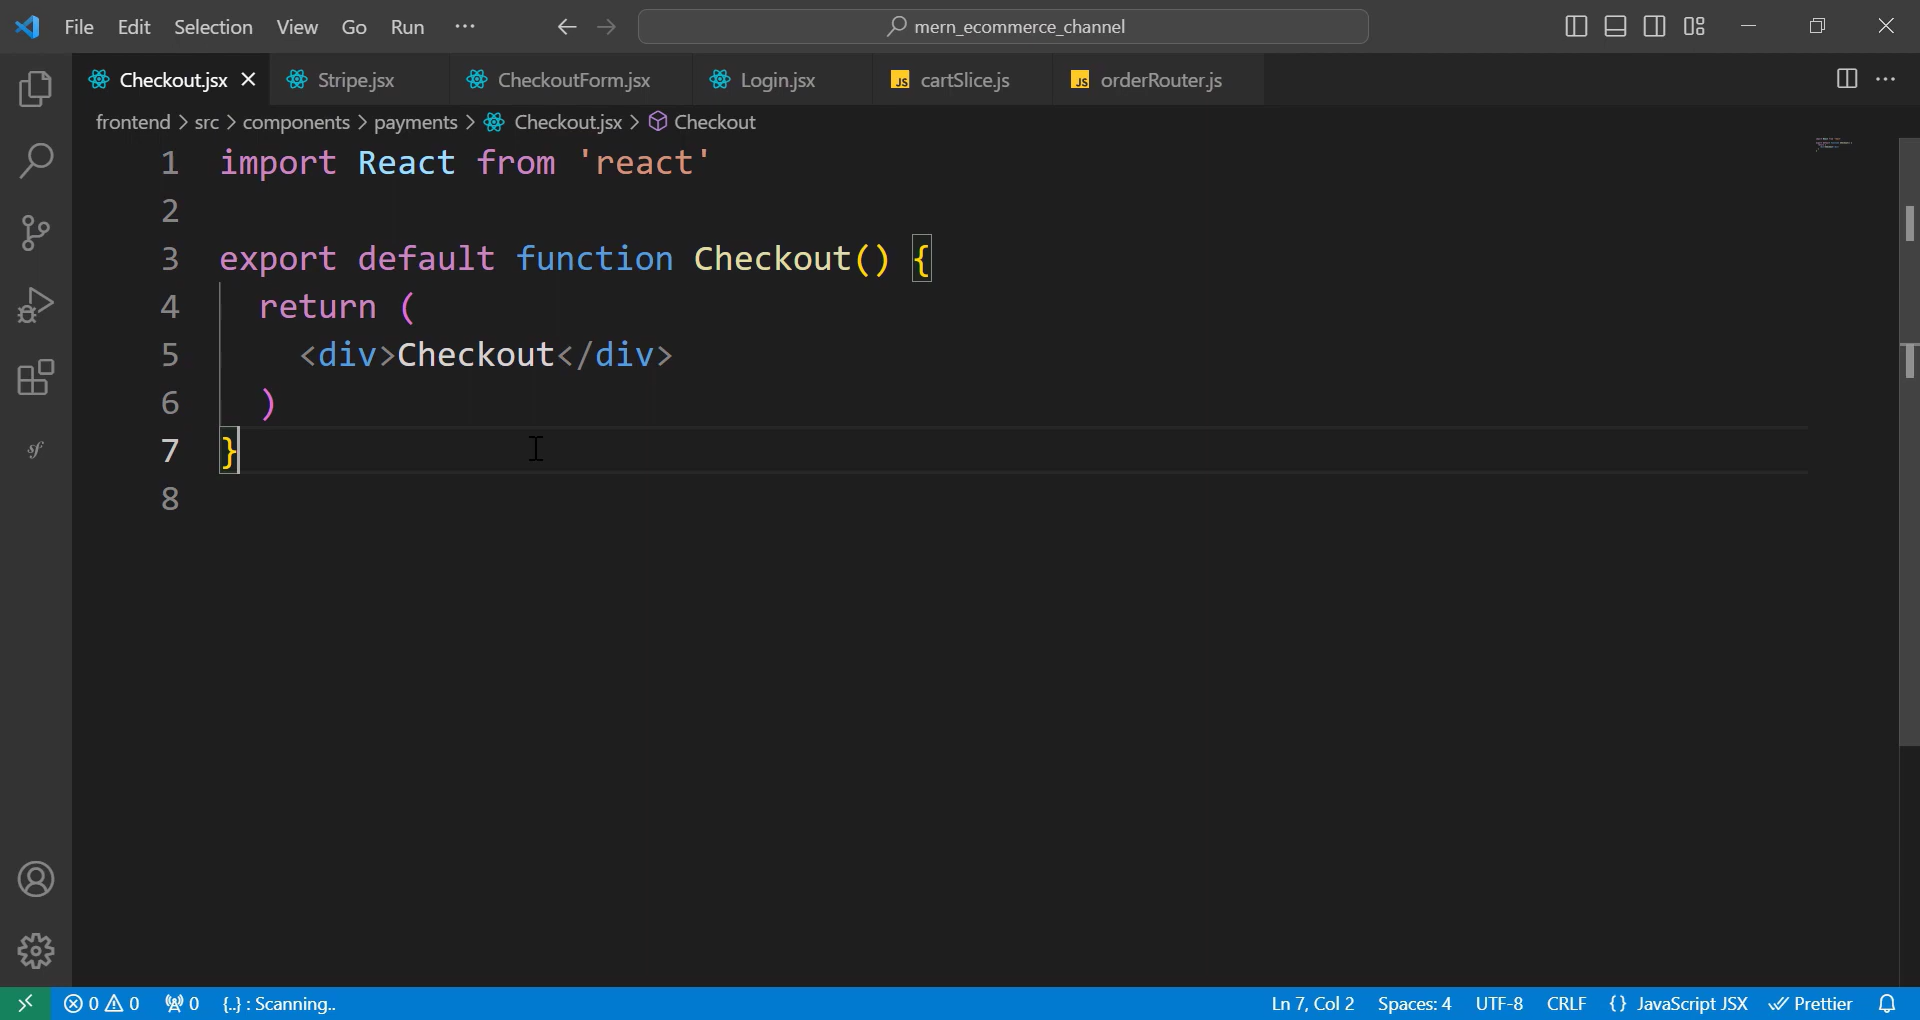 File Edit Selection View Go Run ··· mern_ecommerce_channel
Checkout.jsx Stripe.jsx CheckoutForm.jsx Login.jsx JS cartSlice.js JS orderRouter.js
frontend > src > components > payments > Checkout.jsx > Checkout
1 import React from 'react'
2
3 export default function Checkout() {
4 return (
5 <div>Checkout</div>
6 )
7 }
8
sf
0 0 0 {..} : Scanning.. Ln 7, Col 2 Spaces: 4 UTF-8 CRLF {} JavaScript JSX Prettier